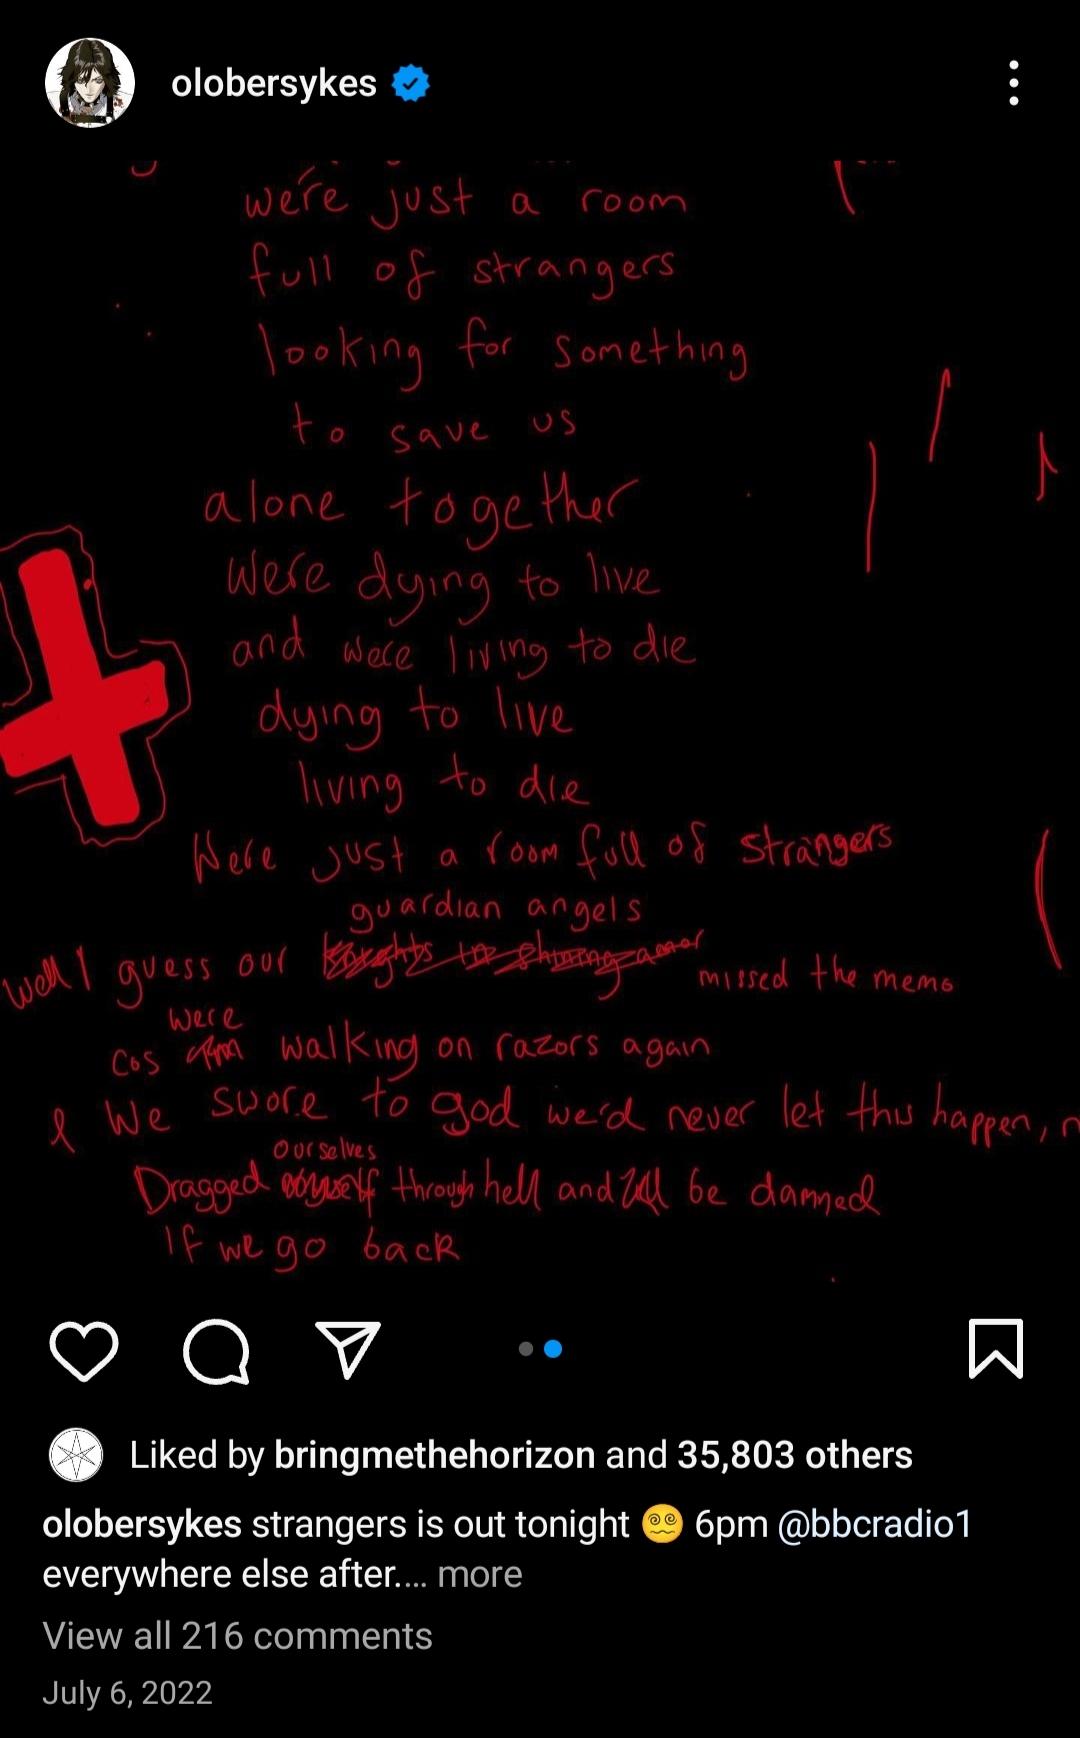 olobersykes
we're just a room
full of strangers
looking for something
to save us
alone together
were dying to live
and were living to die
dying to live
living to die
Were just a room full of strangers
guardian angels
well I guess our knights in shining armor missed the memo
were
cos I'm walking on razors again
& We swore to god we'd never let this happen,
ourselves
Dragged through hell and I'll be damned
If we go back
Liked by bringmethehorizon and 35,803 others
olobersykes strangers is out tonight 😵‍💫 6pm @bbcradio1
everywhere else after.... more
View all 216 comments
July 6, 2022